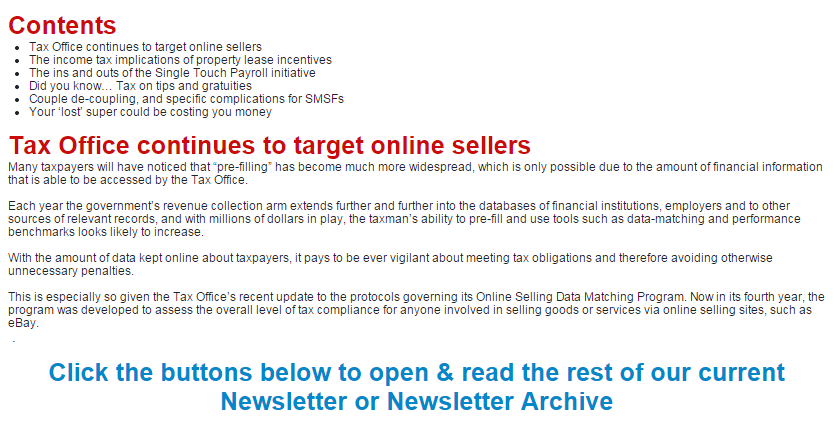 Contents
• Tax Office continues to target online sellers
• The income tax implications of property lease incentives
• The ins and outs of the Single Touch Payroll initiative
• Did you know… Tax on tips and gratuities
• Couple de-coupling, and specific complications for SMSFs
• Your ‘lost’ super could be costing you money
Tax Office continues to target online sellers
Many taxpayers will have noticed that “pre-filling” has become much more widespread, which is only possible due to the amount of financial information
that is able to be accessed by the Tax Office.
Each year the government’s revenue collection arm extends further and further into the databases of financial institutions, employers and to other
sources of relevant records, and with millions of dollars in play, the taxman’s ability to pre-fill and use tools such as data-matching and performance
benchmarks looks likely to increase.
With the amount of data kept online about taxpayers, it pays to be ever vigilant about meeting tax obligations and therefore avoiding otherwise
unnecessary penalties.
This is especially so given the Tax Office’s recent update to the protocols governing its Online Selling Data Matching Program. Now in its fourth year, the
program was developed to assess the overall level of tax compliance for anyone involved in selling goods or services via online selling sites, such as
eBay.
Click the buttons below to open & read the rest of our current
Newsletter or Newsletter Archive